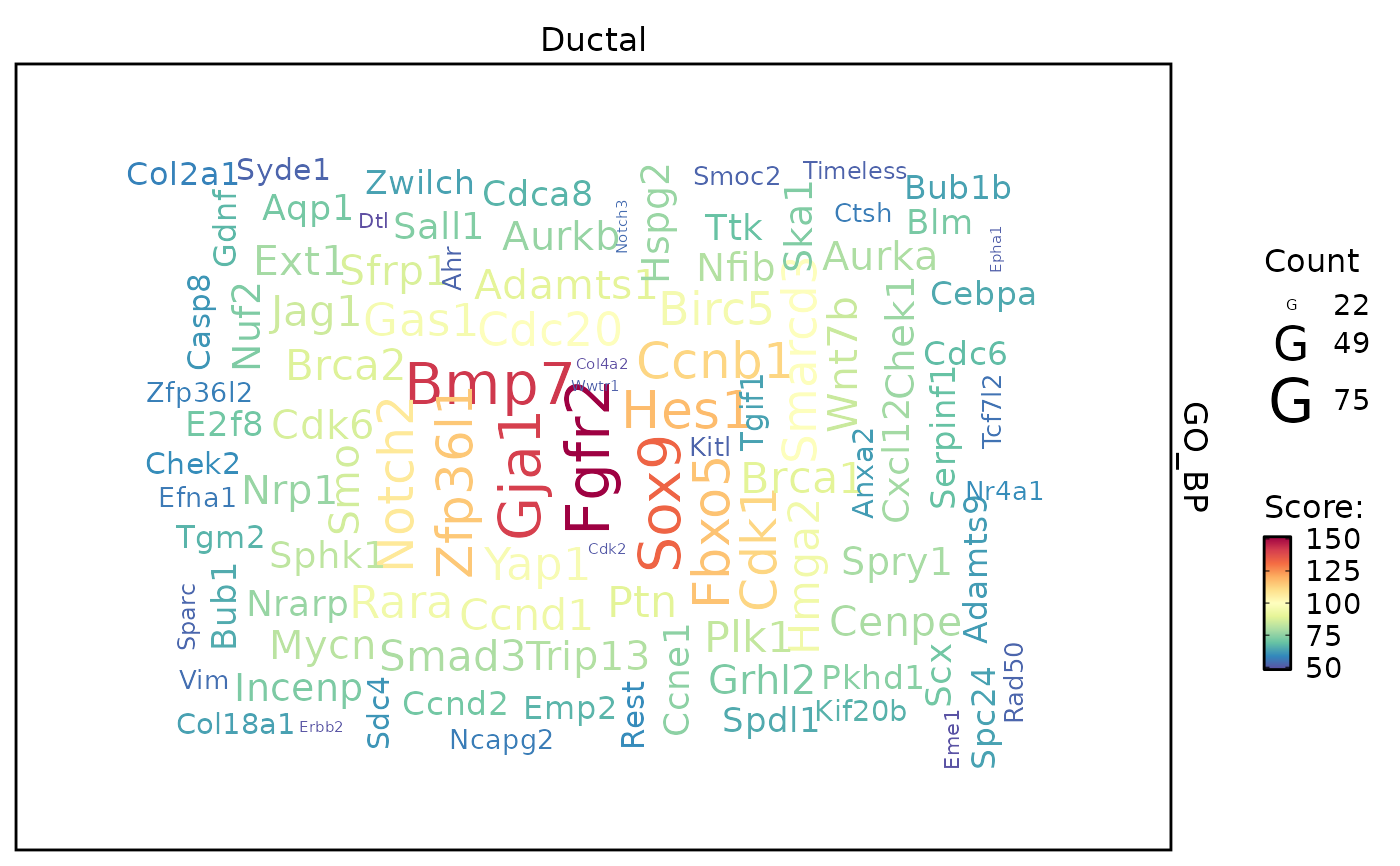 Ductal
Col2a1
Syde1
Zwilch
Cdca8
Hspg2
Smoc2
Timeless
Bub1b
Gdnf
Aqp1
Dtl
Sall1
Aurkb
Notch3
Ttk
Ska1
Ctsh
Blm
Epha1
Ext1
Sfrp1
Ahr
Adamts1
Nfib
Aurka
Casp8
Nuf2
Jag1
Gas1
Cdc20
Birc5
Smarcd3
Wnt7b
Chek1
Cebpa
Brca2
Bmp7
Col4a2
Wwtr1
Ccnb1
Cdc6
Zfp36l2
E2f8
Cdk6
Notch2
Zfp36l1
Gja1
Fgfr2
Hes1
Tgif1
Cxcl12
Serpinf1
Tcf7l2
Chek2
Efna1
Nrp1
Smo
Sox9
Kitl
Fbxo5
Brca1
Cdk1
Anxa2
Nr4a1
Tgm2
Sphk1
Yap1
Cdk2
Hmga2
Spry1
Adamts9
Sparc
Bub1
Nrarp
Rara
Ccnd1
Ptn
Plk1
Cenpe
Mycn
Smad3
Trip13
Ccne1
Vim
Incenp
Sdc4
Ccnd2
Emp2
Rest
Grhl2
Pkhd1
Scx
Rad50
Col18a1
Erbb2
Ncapg2
Spdl1
Kif20b
Eme1
Spc24
GO_BP
Count
G 22
G 49
G 75
Score:
150
125
100
75
50